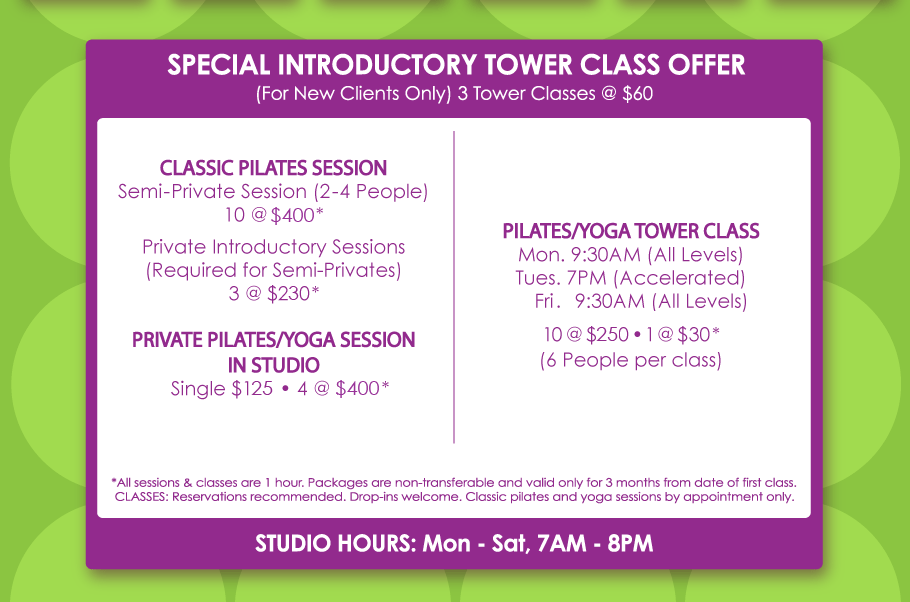 SPECIAL INTRODUCTORY TOWER CLASS OFFER
(For New Clients Only) 3 Tower Classes @ $60
CLASSIC PILATES SESSION
Semi-Private Session (2-4 People)
10 @ $400*
Private Introductory Sessions
(Required for Semi-Privates)
3 @ $230*
PRIVATE PILATES/YOGA SESSION
IN STUDIO
Single $125 • 4 @ $400*
PILATES/YOGA TOWER CLASS
Mon. 9:30AM (All Levels)
Tues. 7PM (Accelerated)
Fri. 9:30AM (All Levels)
10 @ $250 • 1 @ $30*
(6 People per class)
*All sessions & classes are 1 hour. Packages are non-transferable and valid only for 3 months from date of first class.
CLASSES: Reservations recommended. Drop-ins welcome. Classic pilates and yoga sessions by appointment only.
STUDIO HOURS: Mon - Sat, 7AM - 8PM